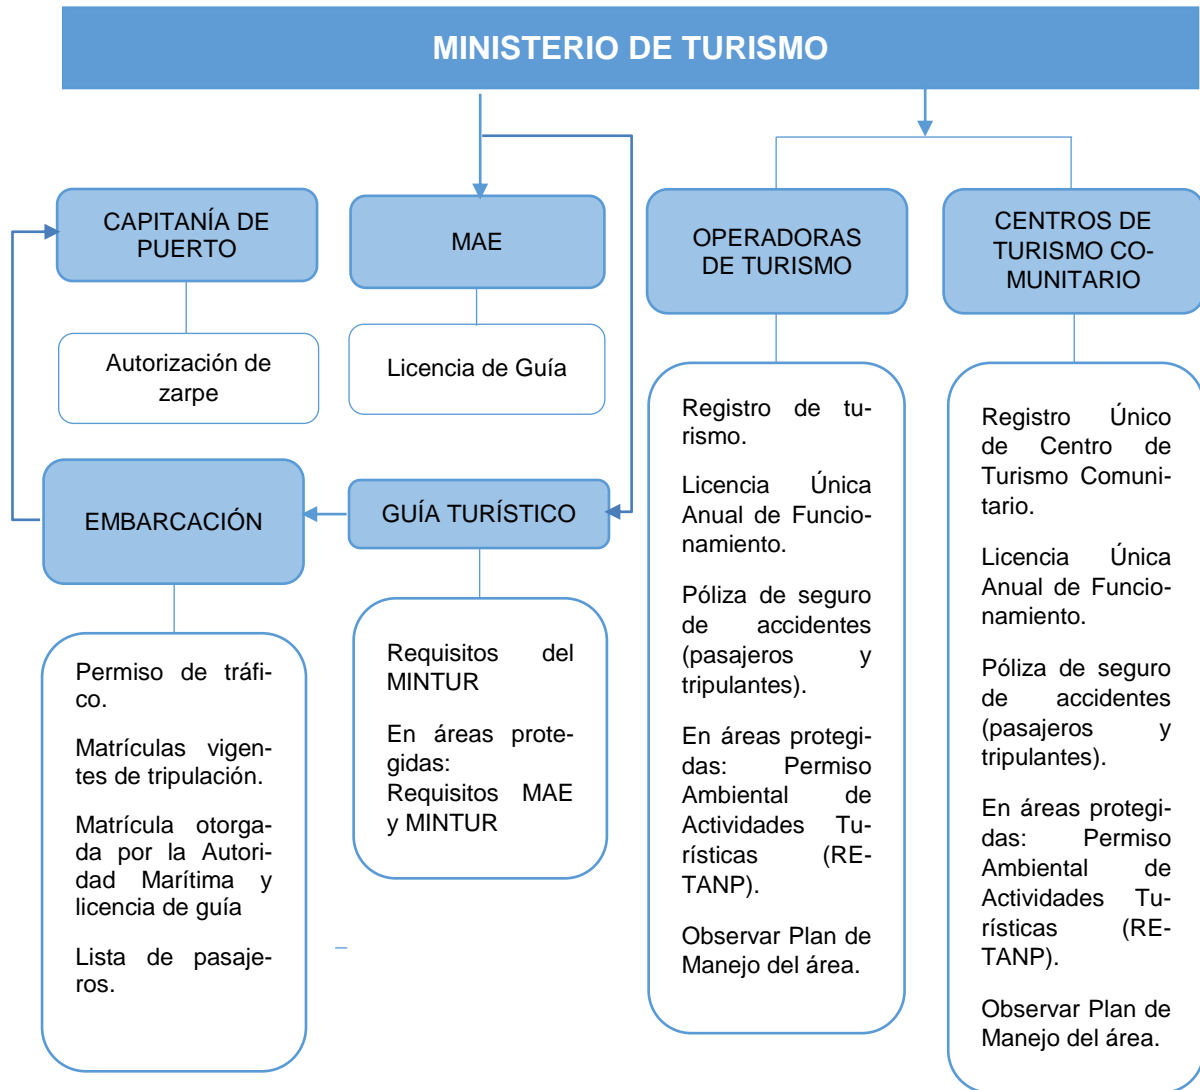 MINISTERIO DE TURISMO
CAPITANÍA DE
PUERTO
MAE
OPERADORAS
DE TURISMO
CENTROS DE
TURISMO CO-
MUNITARIO
Autorización de
zarpe
Licencia de Guía
EMBARCACIÓN
GUÍA TURÍSTICO
Permiso de tráfi-
co.
Matrículas vigen-
tes de tripulación.
Matrícula otorga-
da por la Autori-
dad Marítima y
licencia de guía
Lista de pasaje-
ros.
Requisitos del
MINTUR
En áreas prote-
gidas:
Requisitos MAE
y MINTUR
Registro de tu-
rismo.
Licencia Única
Anual de Funcio-
namiento.
Póliza de seguro
de accidentes
(pasajeros y
tripulantes).
En áreas protegi-
das: Permiso
Ambiental de
Actividades Tu-
rísticas (RE-
TANP).
Observar Plan de
Manejo del área.
Registro Único
de Centro de
Turismo Comuni-
tario.
Licencia Única
Anual de Funcio-
namiento.
Póliza de seguro
de accidentes
(pasajeros y
tripulantes).
En áreas protegi-
das: Permiso
Ambiental de
Actividades Tu-
rísticas (RE-
TANP).
Observar Plan de
Manejo del área.